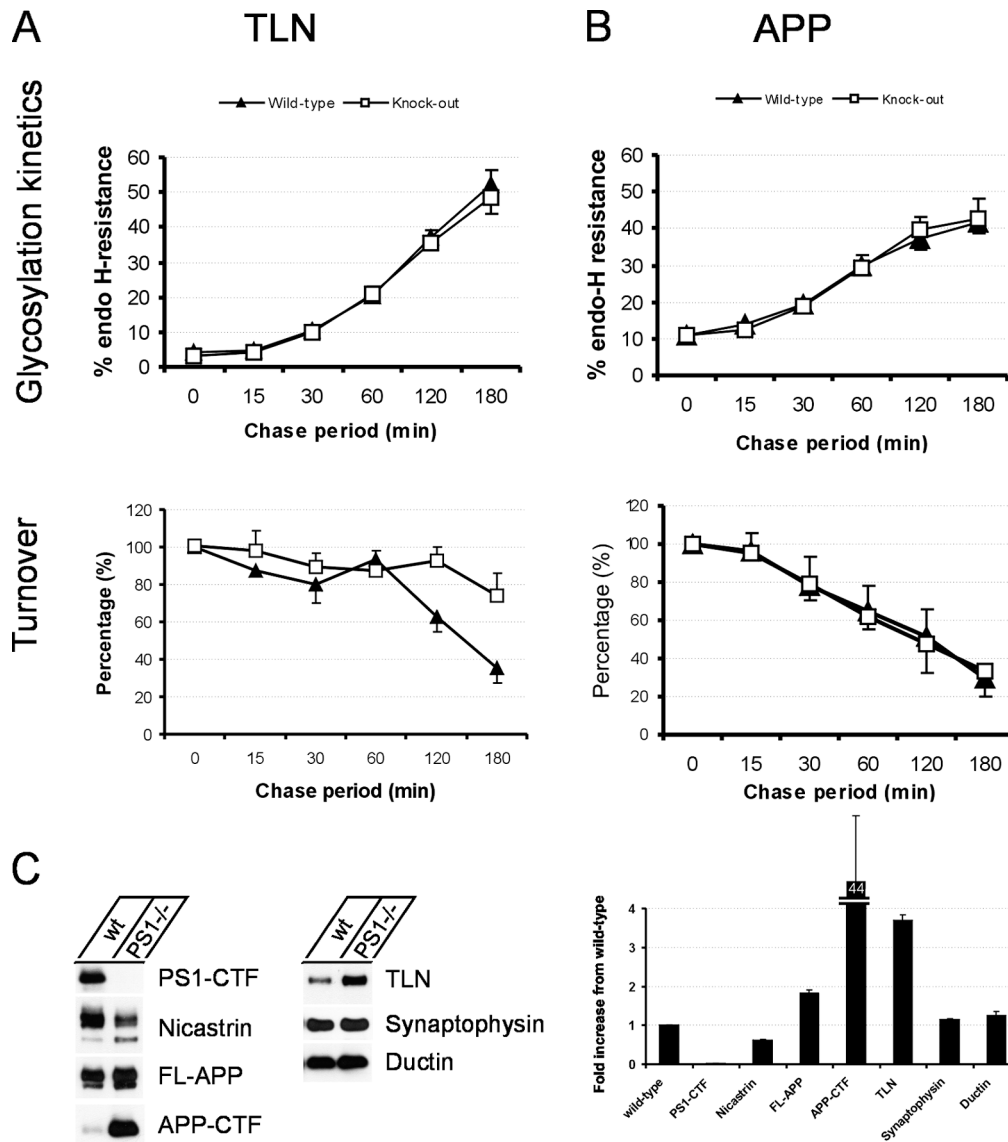 A
TLN
B
APP
Glycosylation kinetics
Wild-type Knock-out
% endo H-resistance
60
50
40
30
20
10
0
0 15 30 60 120 180
Chase period (min)
Wild-type Knock-out
% endo-H resistance
60
50
40
30
20
10
0
0 15 30 60 120 180
Chase period (min)
Turnover
Percentage (%)
120
100
80
60
40
20
0
0 15 30 60 120 180
Chase period (min)
Percentage (%)
120
100
80
60
40
20
0
0 15 30 60 120 180
Chase period (min)
C
wt PS1-/-
PS1-CTF
Nicastrin
FL-APP
APP-CTF
wt PS1-/-
TLN
Synaptophysin
Ductin
Fold increase from wild-type
4
3
2
1
0
44
wild-type PS1-CTF Nicastrin FL-APP APP-CTF TLN Synaptophysin Ductin